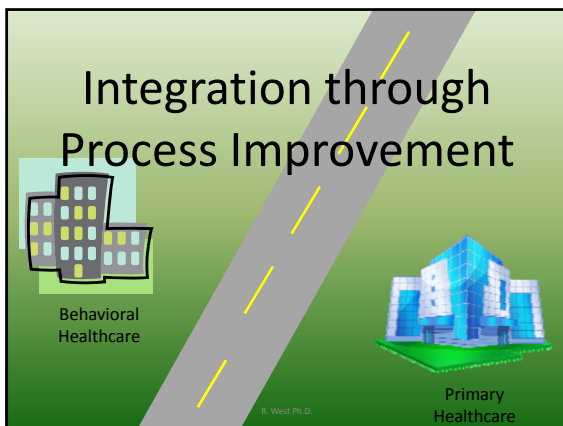 Integration through
Process Improvement
Behavioral
Healthcare
Primary
Healthcare
R. West Ph.D.